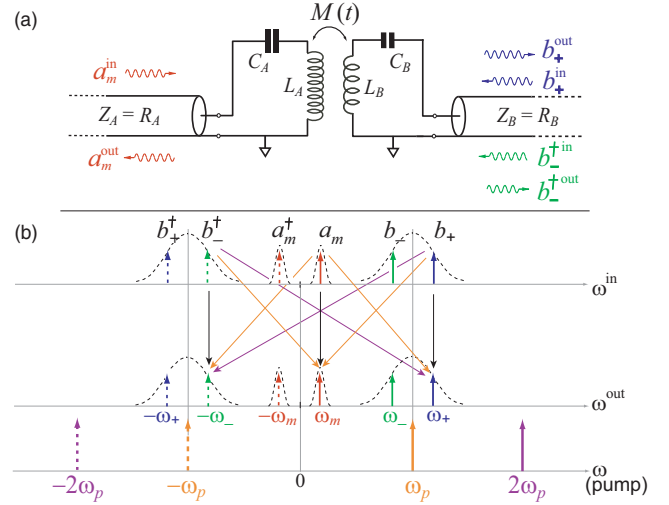 (a)
M(t)
C_A
C_B
L_A
L_B
a_m^in
b_+^out
b_+^in
Z_A = R_A
Z_B = R_B
a_m^out
b_-^†in
b_-^†out
(b)
b_+^† b_-^† a_m^† a_m b_- b_+
ω^in
ω^out
-ω_+ -ω_- -ω_m ω_m ω_- ω_+
ω
-2ω_p -ω_p 0 ω_p 2ω_p (pump)